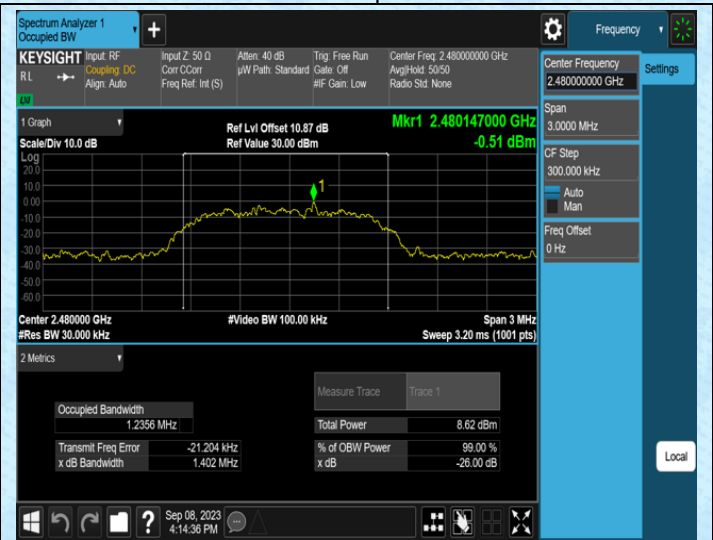 Spectrum Analyzer 1
Occupied BW
+
Frequency
KEYSIGHT
RL
LXI
Input: RF
Coupling: DC
Align: Auto
Input Z: 50 Ω
Corr CCorr
Freq Ref: Int (S)
Atten: 40 dB
µW Path: Standard
Trig: Free Run
Gate: Off
#IF Gain: Low
Center Freq: 2.480000000 GHz
Avg|Hold: 50/50
Radio Std: None
Center Frequency
2.480000000 GHz
Settings
Span
3.0000 MHz
CF Step
300.000 kHz
Auto
Man
Freq Offset
0 Hz
Local
1 Graph
Scale/Div 10.0 dB
Ref Lvl Offset 10.87 dB
Ref Value 30.00 dBm
Mkr1 2.480147000 GHz
-0.51 dBm
Log
20.0
10.0
0.00
-10.0
-20.0
-30.0
-40.0
-50.0
-60.0
1
Center 2.480000 GHz
#Res BW 30.000 kHz
#Video BW 100.00 kHz
Span 3 MHz
Sweep 3.20 ms (1001 pts)
2 Metrics
Measure Trace Trace 1
Occupied Bandwidth
1.2356 MHz
Total Power 8.62 dBm
Transmit Freq Error -21.204 kHz
% of OBW Power 99.00 %
x dB Bandwidth 1.402 MHz
x dB -26.00 dB
?
Sep 08, 2023
4:14:36 PM